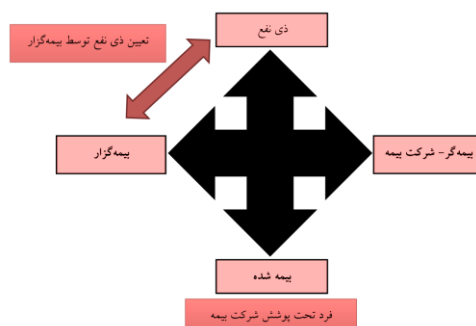 ذی نفع
تعیین ذی نفع توسط بیمه‌گزار
بیمه‌گر- شرکت بیمه
بیمه‌گزار
بیمه شده
فرد تحت پوشش شرکت بیمه